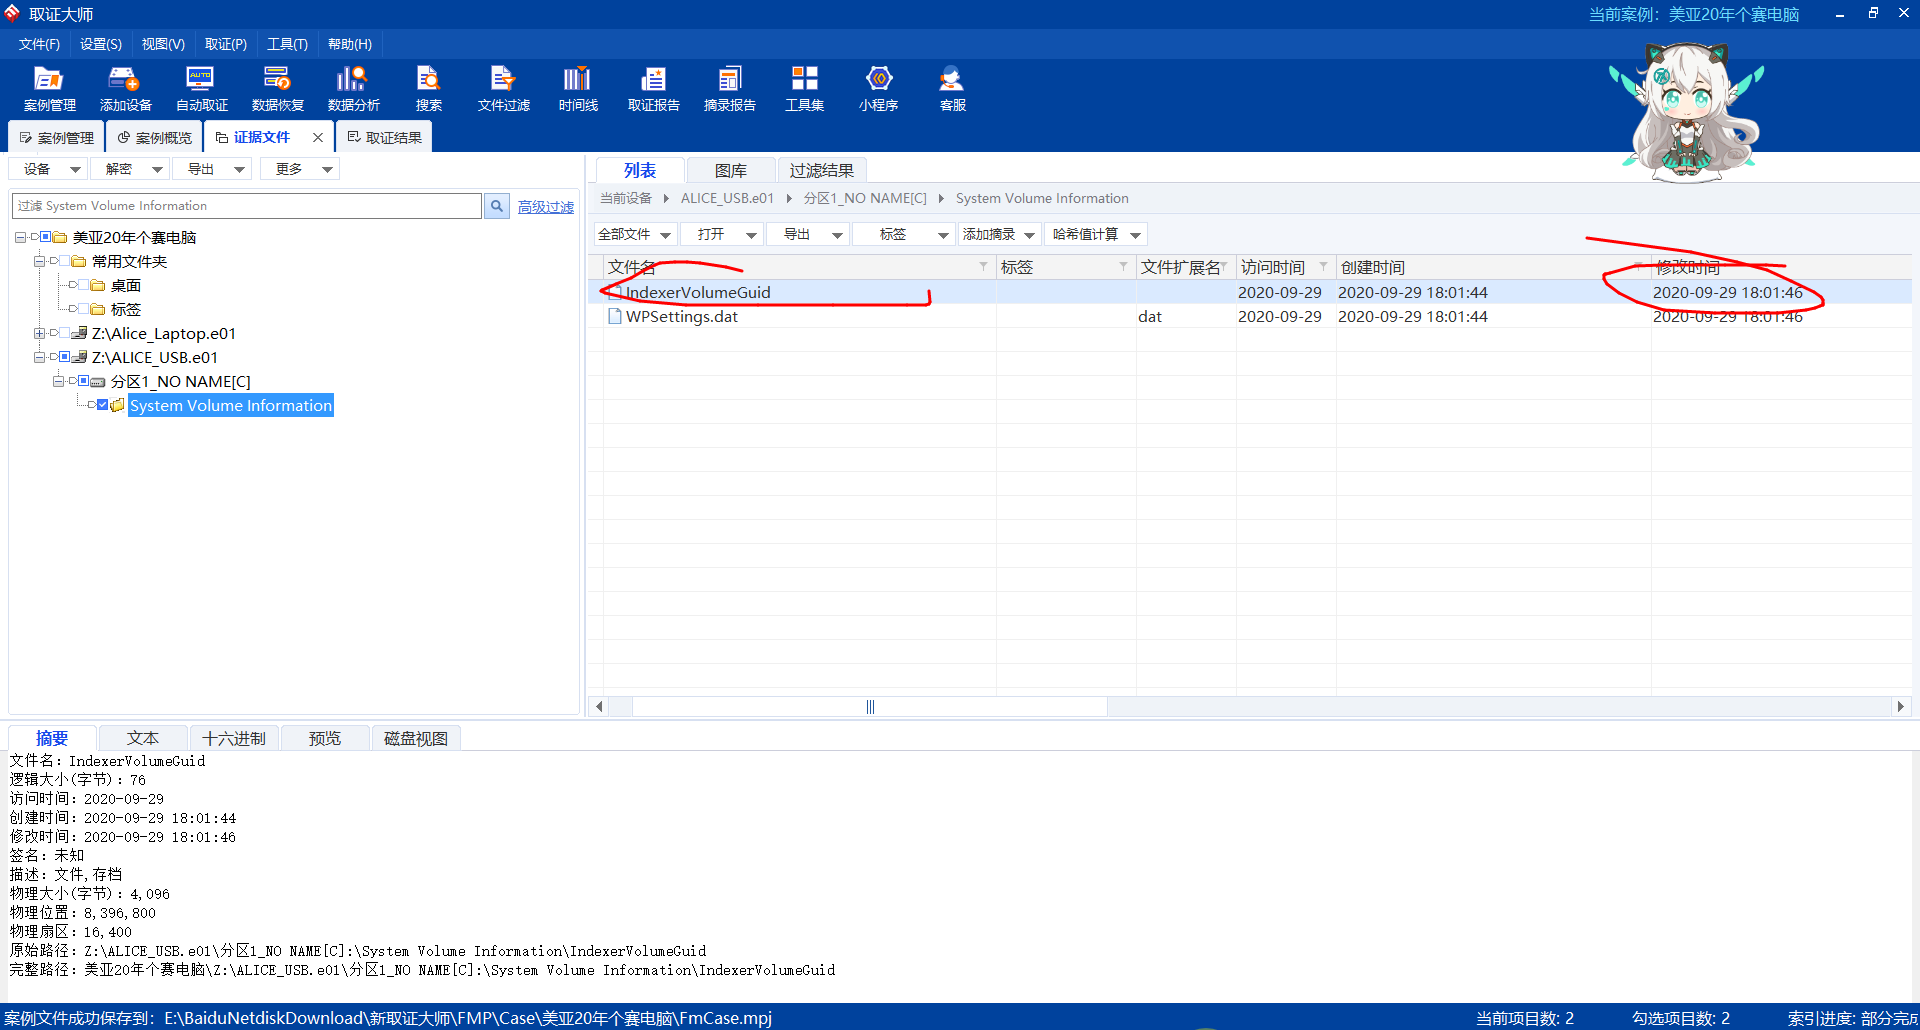 取证大师
当前案例：美亚20年个赛电脑
文件(F) 设置(S) 视图(V) 取证(P) 工具(T) 帮助(H)
案例管理 添加设备 自动取证 数据恢复 数据分析 搜索 文件过滤 时间线 取证报告 摘录报告 工具集 小程序 客服
案例管理 案例概览 证据文件 取证结果
设备 解密 导出 更多
过滤 System Volume Information 高级过滤
美亚20年个赛电脑
常用文件夹
桌面
标签
Z:\Alice_Laptop.e01
Z:\ALICE_USB.e01
分区1_NO NAME[C]
System Volume Information
列表 图库 过滤结果
当前设备 ALICE_USB.e01 分区1_NO NAME[C] System Volume Information
全部文件 打开 导出 标签 添加摘录 哈希值计算
文件名 标签 文件扩展名 访问时间 创建时间 修改时间
IndexerVolumeGuid 2020-09-29 2020-09-29 18:01:44 2020-09-29 18:01:46
WPSettings.dat dat 2020-09-29 2020-09-29 18:01:44 2020-09-29 18:01:46
摘要 文本 十六进制 预览 磁盘视图
文件名：IndexerVolumeGuid
逻辑大小(字节)：76
访问时间：2020-09-29
创建时间：2020-09-29 18:01:44
修改时间：2020-09-29 18:01:46
签名：未知
描述：文件,存档
物理大小(字节)：4,096
物理位置：8,396,800
物理扇区：16,400
原始路径：Z:\ALICE_USB.e01\分区1_NO NAME[C]:\System Volume Information\IndexerVolumeGuid
完整路径：美亚20年个赛电脑\Z:\ALICE_USB.e01\分区1_NO NAME[C]:\System Volume Information\IndexerVolumeGuid
案例文件成功保存到：E:\BaiduNetdiskDownload\新取证大师\FMP\Case\美亚20年个赛电脑\FmCase.mpj 当前项目数: 2 勾选项目数: 2 索引进度: 部分完